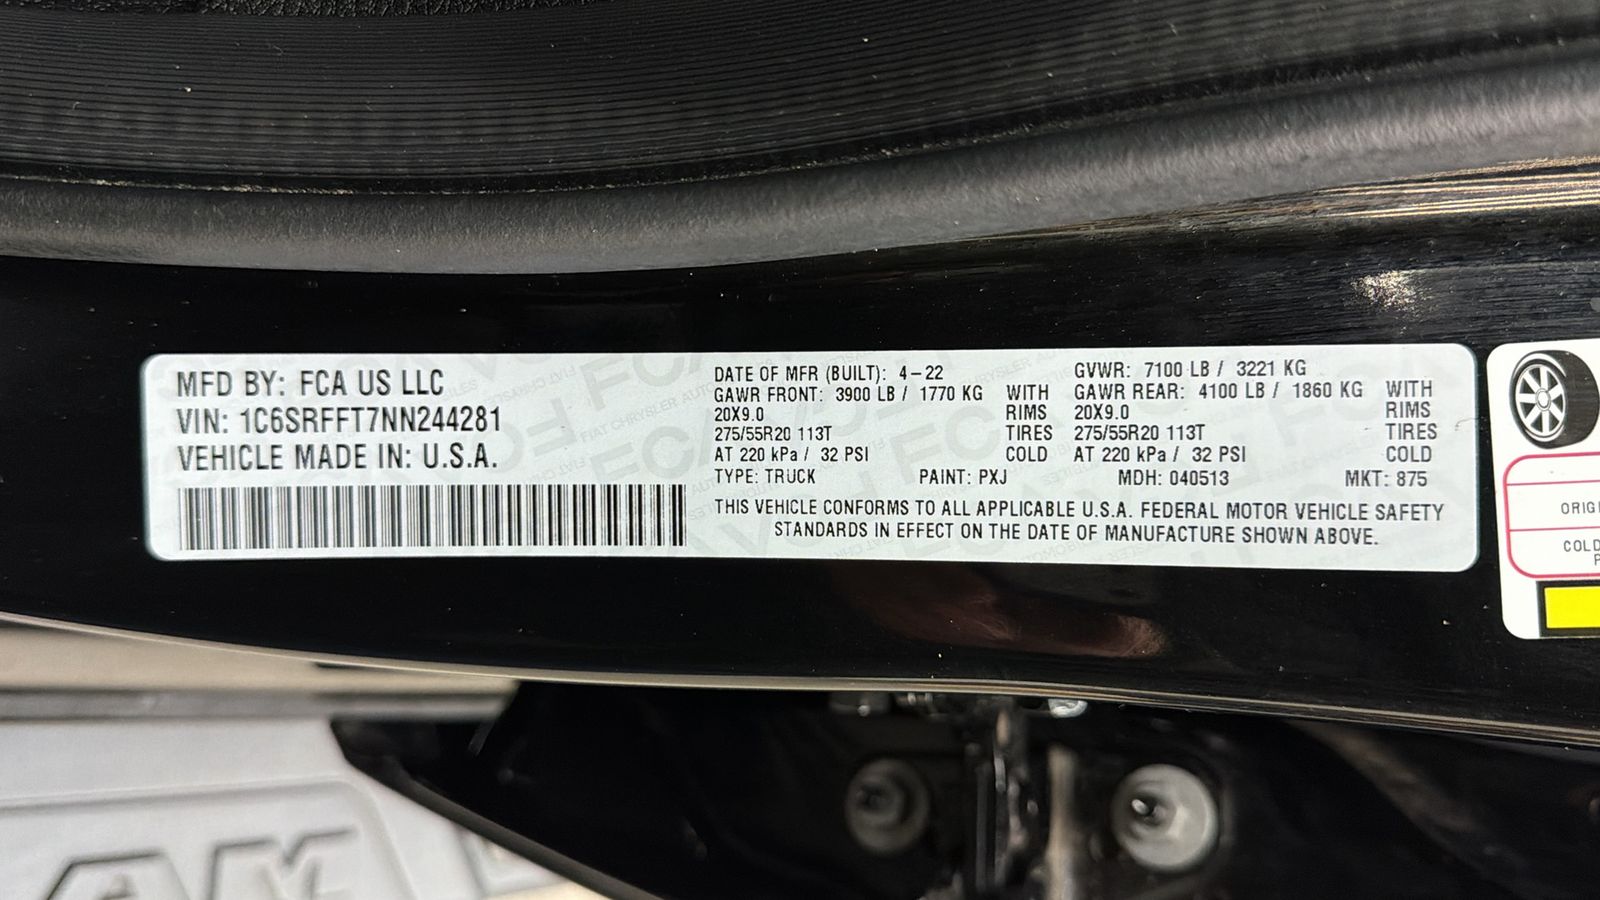 MFD BY: FCA US LLC
VIN: 1C6SRFFT7NN244281
VEHICLE MADE IN: U.S.A.
DATE OF MFR (BUILT): 4-22 GVWR: 7100 LB / 3221 KG
GAWR FRONT: 3900 LB / 1770 KG WITH GAWR REAR: 4100 LB / 1860 KG WITH
20X9.0 RIMS 20X9.0 RIMS
275/55R20 113T TIRES 275/55R20 113T TIRES
AT 220 kPa / 32 PSI COLD AT 220 kPa / 32 PSI COLD
TYPE: TRUCK PAINT: PXJ MDH: 040513 MKT: 875
THIS VEHICLE CONFORMS TO ALL APPLICABLE U.S.A. FEDERAL MOTOR VEHICLE SAFETY
STANDARDS IN EFFECT ON THE DATE OF MANUFACTURE SHOWN ABOVE.
COLD